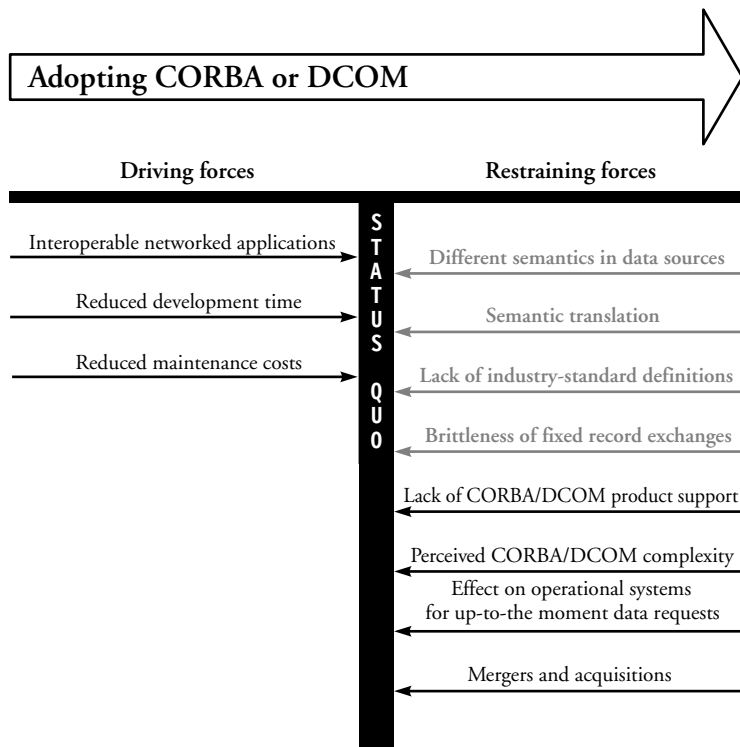 Adopting CORBA or DCOM
Driving forces
Restraining forces
STATUS QUO
Interoperable networked applications
Reduced development time
Reduced maintenance costs
Different semantics in data sources
Semantic translation
Lack of industry-standard definitions
Brittleness of fixed record exchanges
Lack of CORBA/DCOM product support
Perceived CORBA/DCOM complexity
Effect on operational systems
for up-to-the moment data requests
Mergers and acquisitions